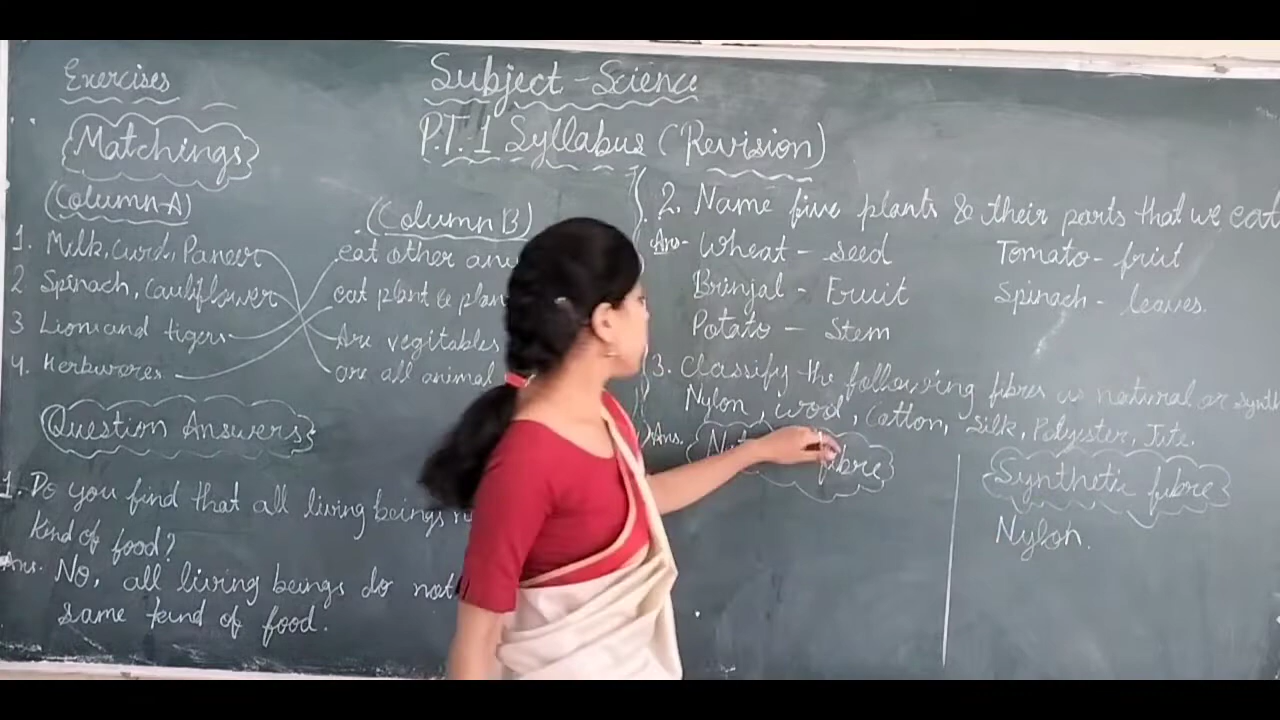 Exercises
Subject - Science
P.T. 1 Syllabus (Revision)
Matchings
(Column A)
(Column B)
1. Milk, Curd, Paneer
2 Spinach, Cauliflower
3 Lion and tigers
4. Herbivores
eat other
eat plant & plan
Are vegitables
are all animal
Question Answers
1. Do you find that all living beings
Kind of food?
Ans. No, all living beings do not
same kind of food.
2. Name five plants & their parts that we eat
Ans- Wheat - seed
Brinjal - Fruit
Potato - Stem
Tomato - fruit
Spinach - leaves.
3. Classify the following fibres as natural or synth
Nylon, wool, Cotton, Silk, Polyester, Jute.
Ans.
fibre
Synthetic fibre
Nylon.